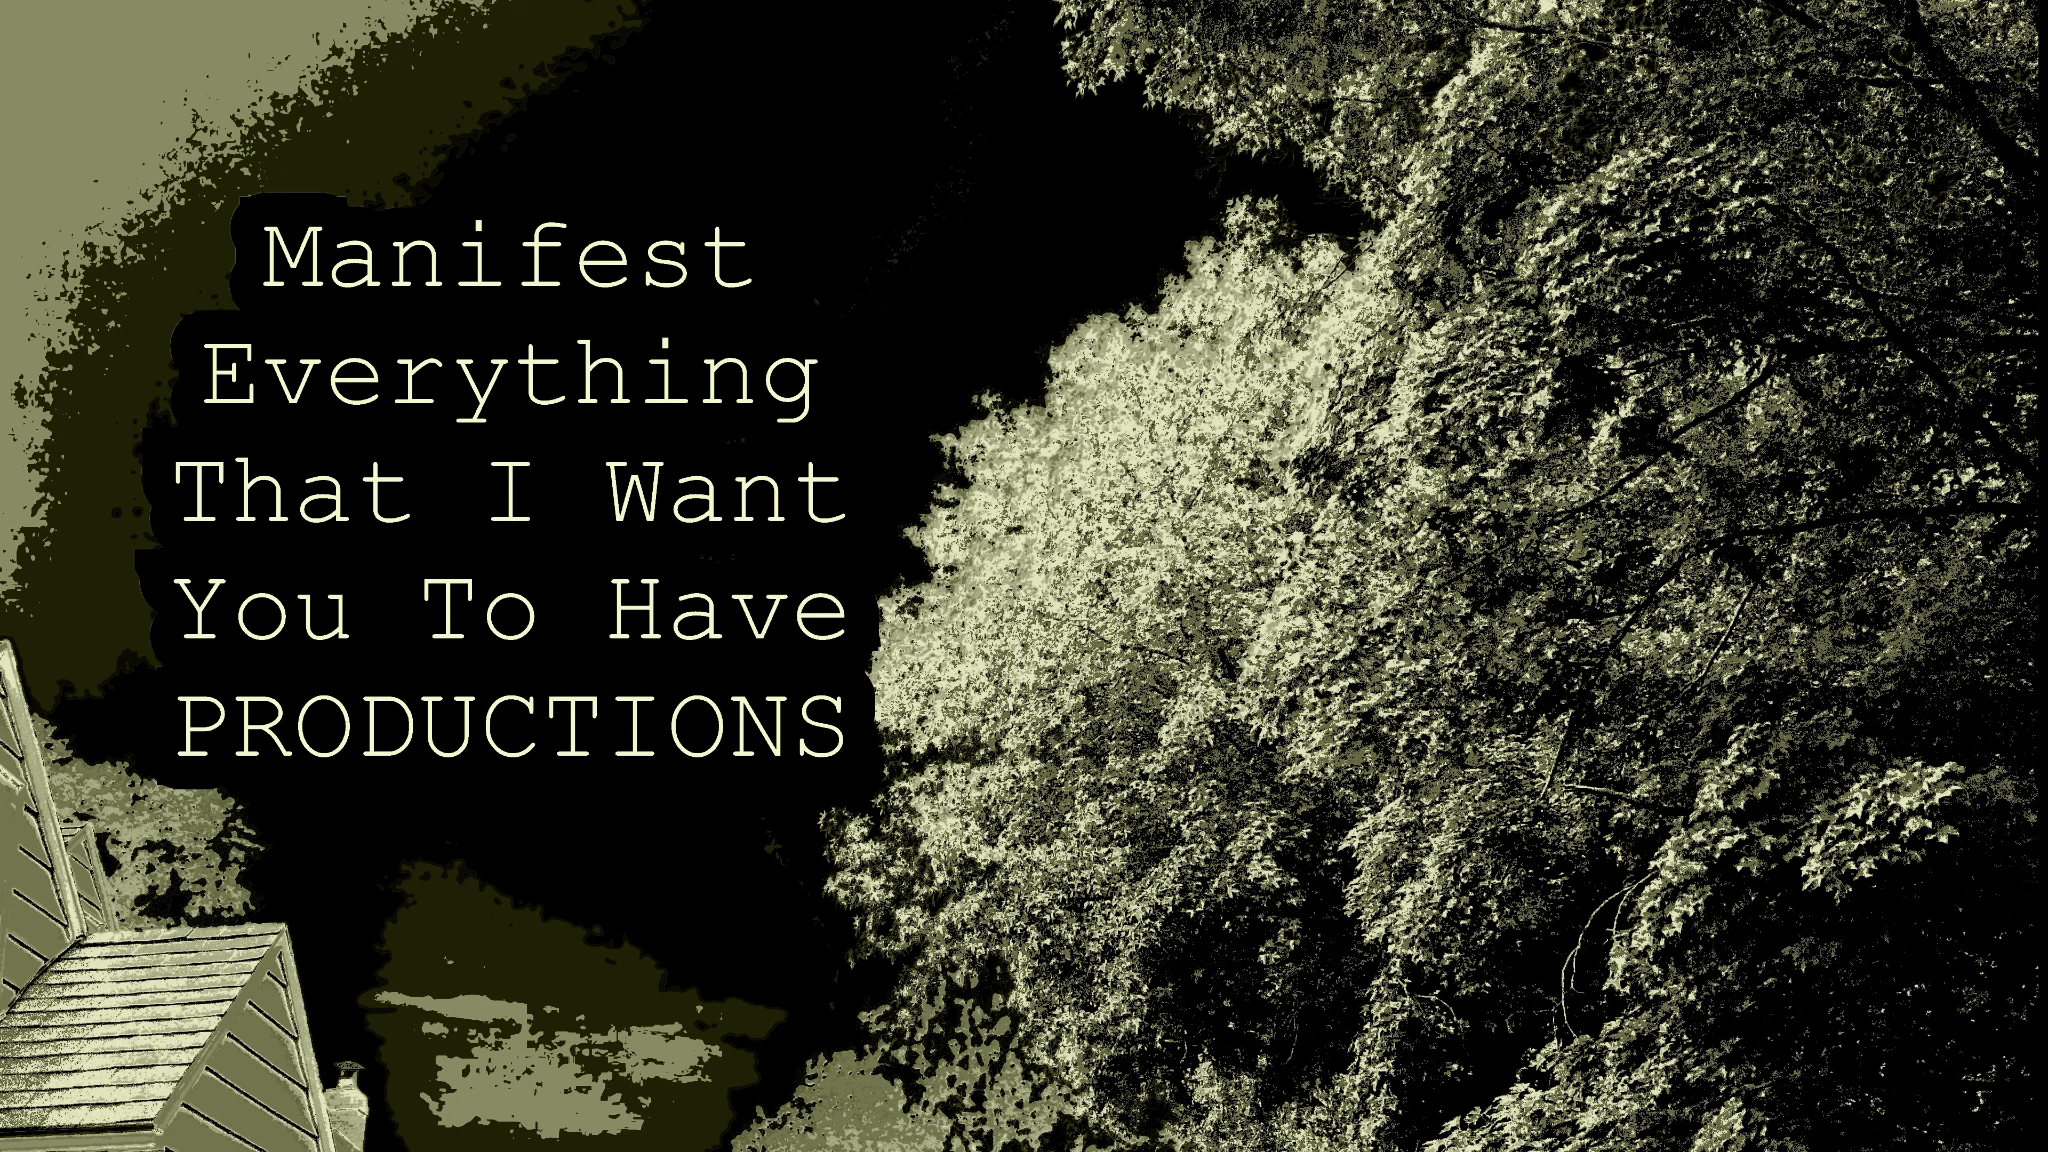 Manifest
Everything
That I Want
You To Have
PRODUCTIONS